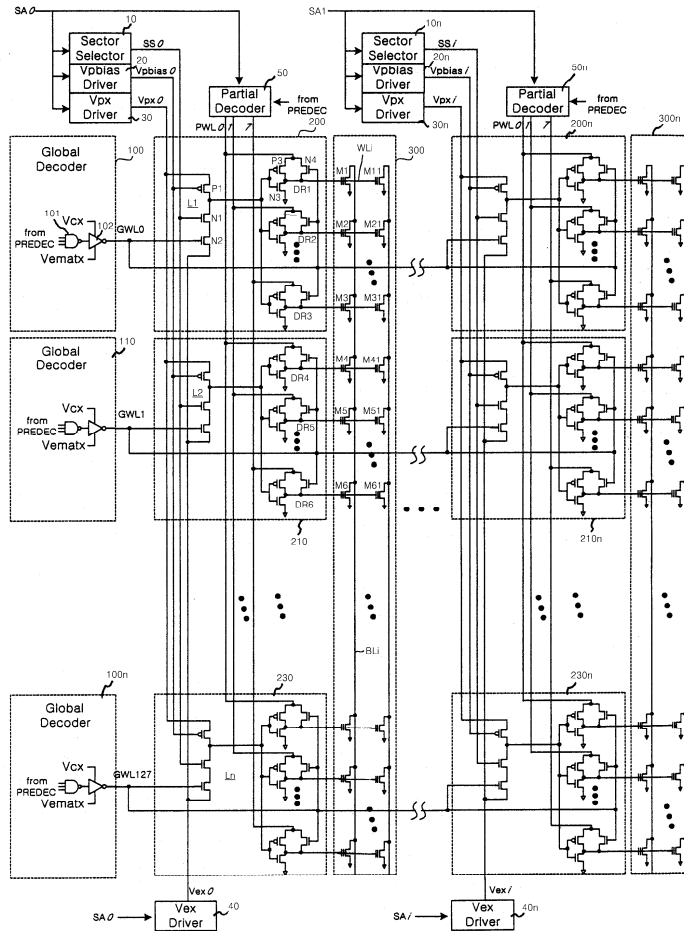 SA0
10
Sector Selector
SS0
20
Vpbias Driver
Vpbias0
Vpx Driver
Vpx0
30
50
Partial Decoder
from PREDEC
PWL0
200
SA1
10n
Sector Selector
SSi
20n
Vpbias Driver
Vpbiasi
Vpx Driver
Vpxi
30n
50n
Partial Decoder
from PREDEC
PWL0
200n
300n
Global Decoder
100
101
Vcx
102
GWL0
from PREDEC
Vematx
P1
L1
N1
N2
P3
N4
N3
DR1
DR2
DR3
M1
WLi
M11
300
M2
M21
M3
M31
110
Global Decoder
Vcx
GWL1
from PREDEC
Vematx
L2
DR4
DR5
DR6
M4
M41
M5
M51
M6
M61
210
210n
BLi
100n
Global Decoder
Vcx
GWL127
from PREDEC
Vematx
230
Ln
230n
Vex0
SA0
Vex Driver
40
Vexi
SAi
Vex Driver
40n